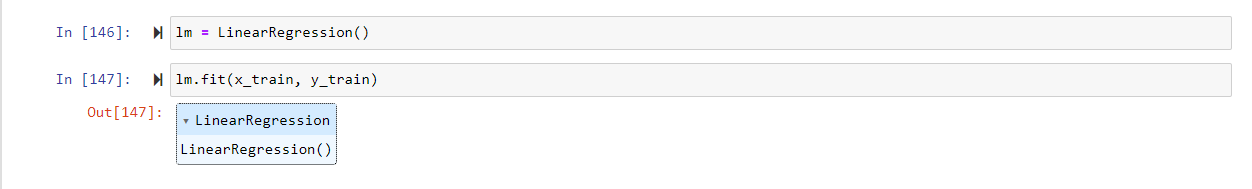 In [146]: lm = LinearRegression()
In [147]: lm.fit(x_train, y_train)
Out[147]:
▾ LinearRegression
LinearRegression()